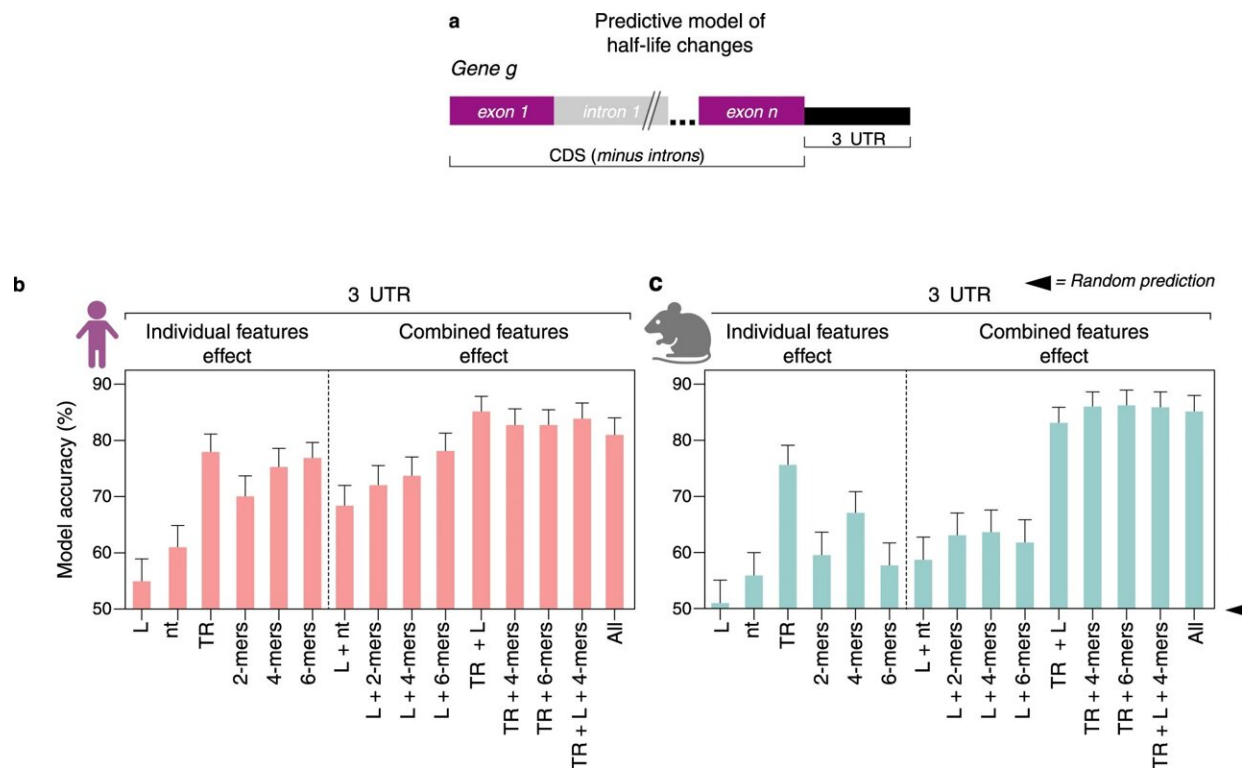 a
Predictive model of
half-life changes
Gene g
exon 1
intron 1
exon n
3 UTR
CDS (minus introns)
b
3 UTR
Individual features
effect
Combined features
effect
Model accuracy (%)
90
80
70
60
50
L
nt
TR
2-mers
4-mers
6-mers
L + nt
L + 2-mers
L + 4-mers
L + 6-mers
TR + L
TR + 4-mers
TR + 6-mers
TR + L + 4-mers
All
c
= Random prediction
3 UTR
Individual features
effect
Combined features
effect
90
80
70
60
50
L
nt
TR
2-mers
4-mers
6-mers
L + nt
L + 2-mers
L + 4-mers
L + 6-mers
TR + L
TR + 4-mers
TR + 6-mers
TR + L + 4-mers
All